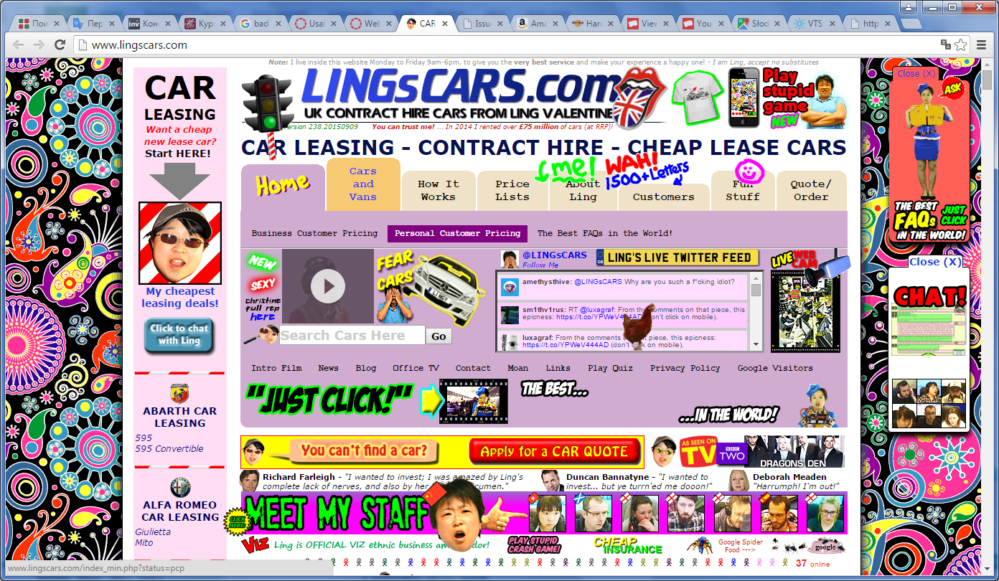 Пои
Пер
Inv Кон
Кур
bad
Usal
Web
CAR
Issu
Ama
Har
View
You
Słod
VTS
http
www.lingscars.com
Note: I live inside this website Monday to Friday 9am-6pm, to give you the very best service and make your experience a happy one! - I am Ling, accept no substitutes
CAR
LEASING
Want a cheap
new lease car?
Start HERE!
My cheapest
leasing deals!
Click to chat
with Ling
ABARTH CAR
LEASING
595
595 Convertible
ALFA ROMEO
CAR LEASING
Giulietta
Mito
LINGsCARS.com
UK CONTRACT HIRE CARS FROM LING VALENTINE
Play
stupid
game
NEW
version 238.20150909
You can trust me! ... In 2014 I rented over £75 million of cars (at RRP)!
CAR LEASING - CONTRACT HIRE - CHEAP LEASE CARS
me!
WAH!
1500+Letters
Home
Cars
and
Vans
How It
Works
Price
Lists
About
Ling
Customers
Fun
Stuff
Quote/
Order
Business Customer Pricing
Personal Customer Pricing
The Best FAQs in the World!
NEW
SEXY
christine
full rep
here
FEAR
CARS
LING
@LINGsCARS
Follow Me
GB
LING'S LIVE TWITTER FEED
LIVE WEB
CAM
amethysthive: @LINGsCARS Why are you such a f*cking idiot?
sm1thv1rus: RT @luxagraf: From the comments on that piece, this
epioness: https://t.co/YPWeV444AD (don't click on mobile).
luxagraf: From the comments on that piece, this epioness:
https://t.co/YPWeV444AD (don't click on mobile).
Search Cars Here
Go
Intro Film
News
Blog
Office TV
Contact
Moan
Links
Play Quiz
Privacy Policy
Google Visitors
"JUST CLICK!"
THE BEST...
...IN THE WORLD!
You can't find a car?
Apply for a CAR QUOTE
AS SEEN ON
TV
BBC
TWO
DRAGONS DEN
Richard Farleigh - "I wanted to invest; I was amazed by Ling's
complete lack of nerves, and also by her
cumen."
Duncan Bannatyne - "I wanted to
invest... but ye turrn'ed me dooon!"
Deborah Meaden
"Harrumph! I'm out!"
CLICK
HERE!
MEET MY STAFF
VIZ
Ling is OFFICIAL VIZ ethnic business ambassador!
PLAY STUPID
CRASH GAME!
CHEAP
INSURANCE
Google Spider
Food --->
google
37 online
Close (X)
ASK
THE BEST
FAQs
JUST
CLICK
IN THE WORLD!
Close (X)
CHAT!
www.lingscars.com/index_min.php?status=pcp